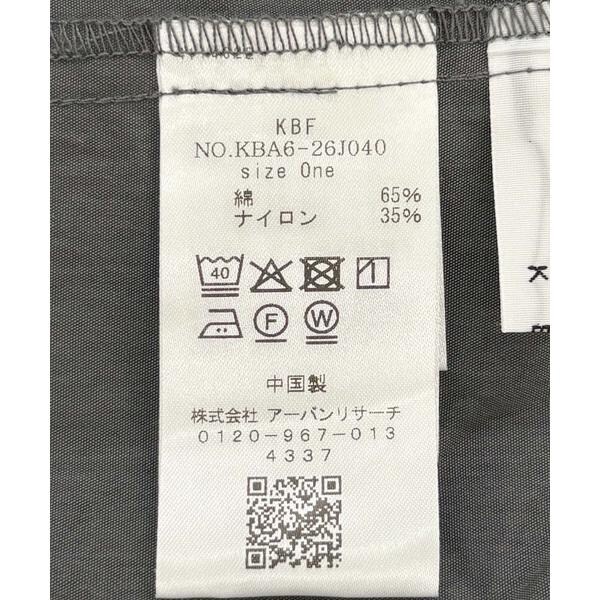 KBF
NO.KBA6-26J040
size One
綿 65%
ナイロン 35%
40
F W
中国製
株式会社 アーバンリサーチ
0120-967-013
4337
K